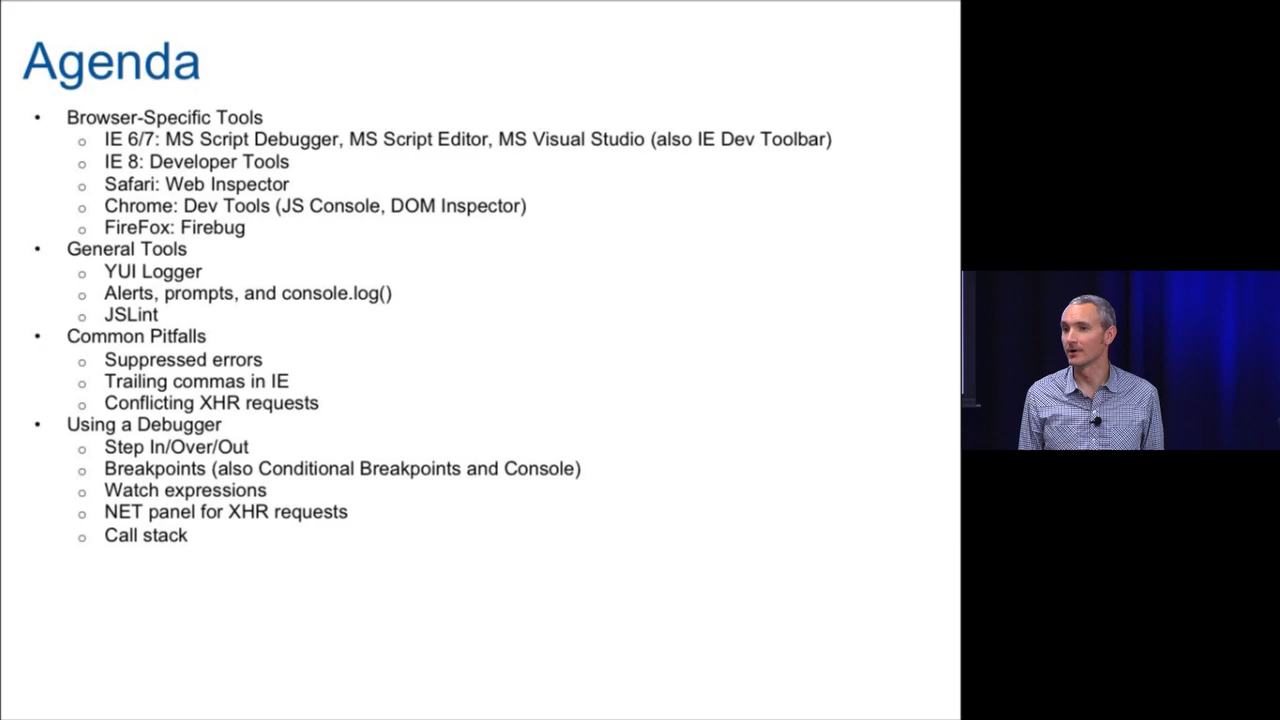 Agenda
• Browser-Specific Tools
o IE 6/7: MS Script Debugger, MS Script Editor, MS Visual Studio (also IE Dev Toolbar)
o IE 8: Developer Tools
o Safari: Web Inspector
o Chrome: Dev Tools (JS Console, DOM Inspector)
o FireFox: Firebug
• General Tools
o YUI Logger
o Alerts, prompts, and console.log()
o JSLint
• Common Pitfalls
o Suppressed errors
o Trailing commas in IE
o Conflicting XHR requests
• Using a Debugger
o Step In/Over/Out
o Breakpoints (also Conditional Breakpoints and Console)
o Watch expressions
o NET panel for XHR requests
o Call stack